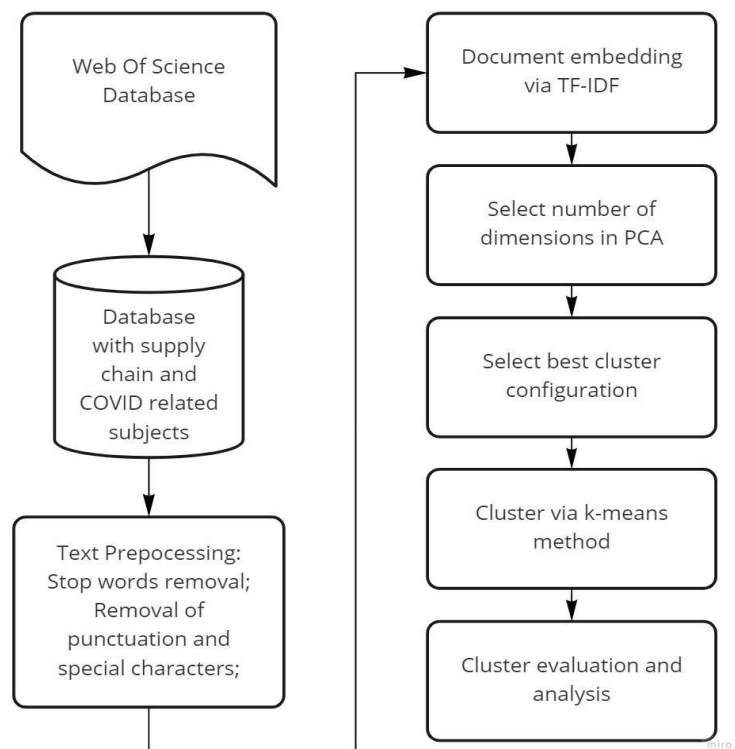 Web Of Science
Database
Database
with supply
chain and
COVID related
subjects
Text Prepocessing:
Stop words removal;
Removal of
punctuation and
special characters;
Document embedding
via TF-IDF
Select number of
dimensions in PCA
Select best cluster
configuration
Cluster via k-means
method
Cluster evaluation and
analysis
miro